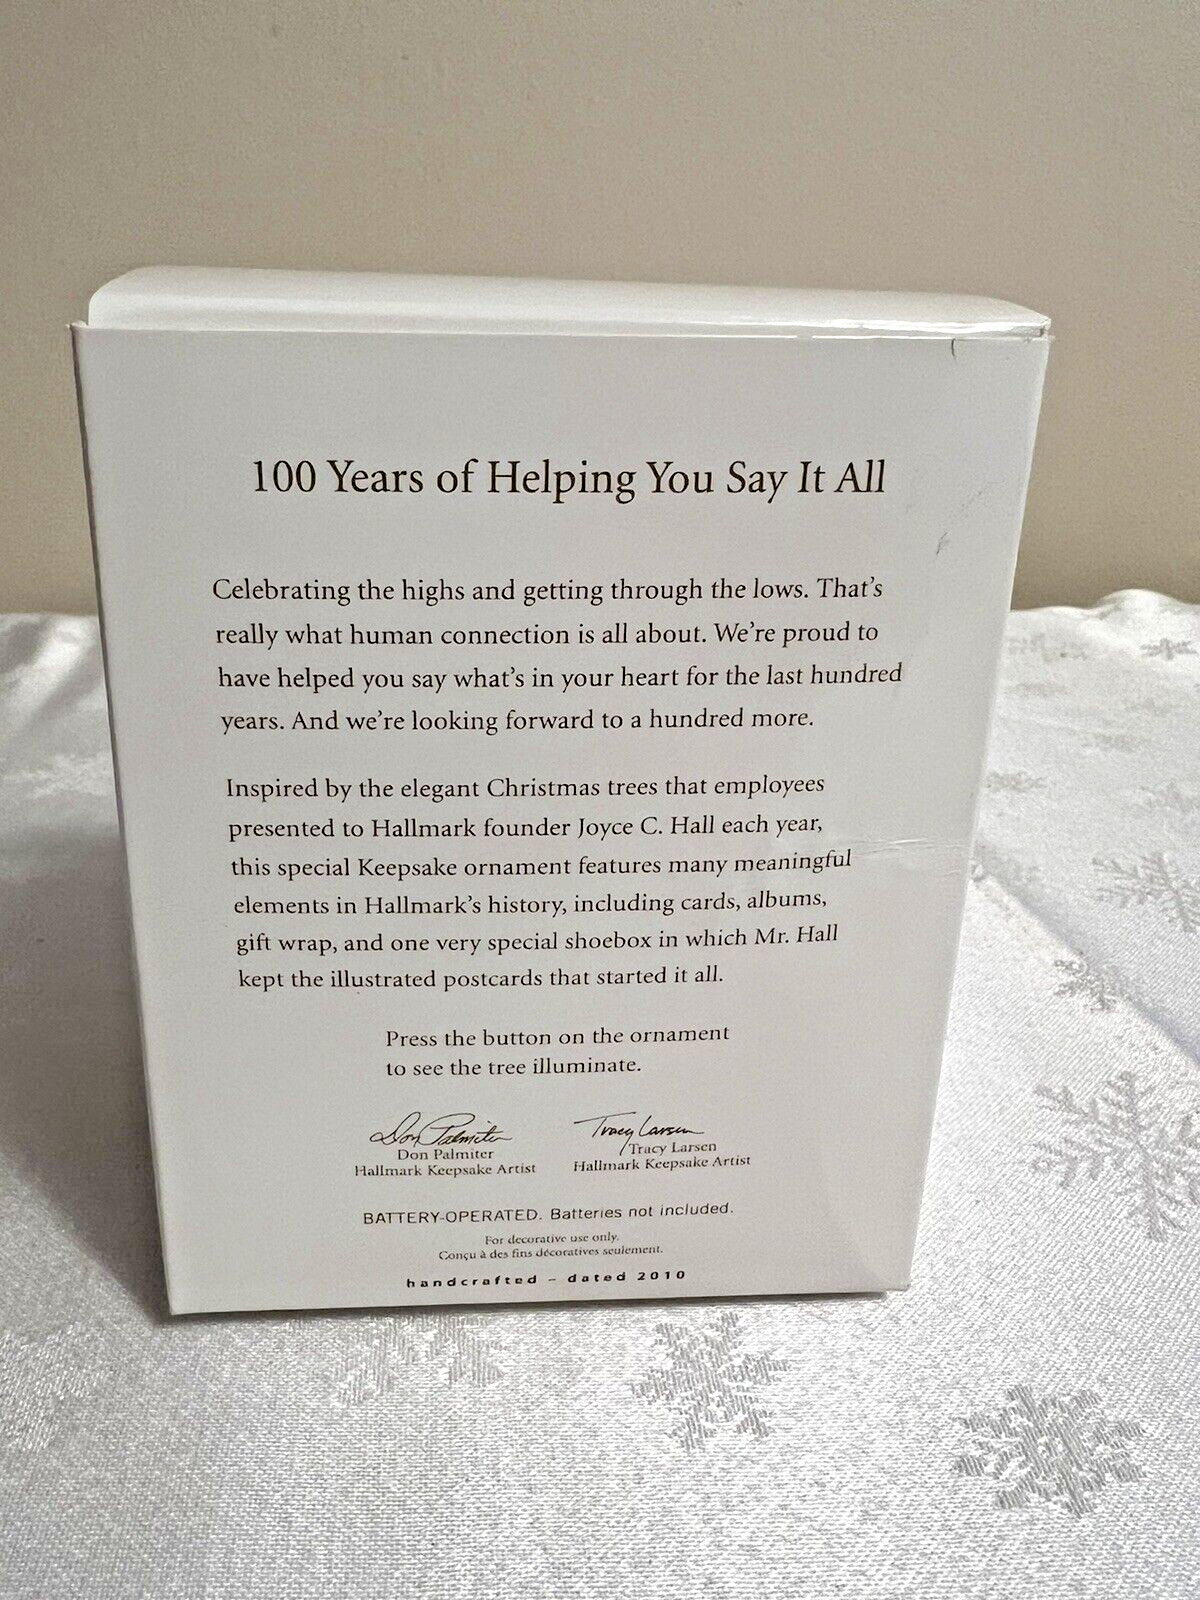 100 Years of Helping You Say It All
Celebrating the highs and getting through the lows. That's
really what human connection is all about. We're proud to
have helped you say what's in your heart for the last hundred
years. And we're looking forward to a hundred more.
Inspired by the elegant Christmas trees that employees
presented to Hallmark founder Joyce C. Hall each year,
this special Keepsake ornament features many meaningful
elements in Hallmark's history, including cards, albums,
gift wrap, and one very special shoebox in which Mr. Hall
kept the illustrated postcards that started it all.
Press the button on the ornament
to see the tree illuminate.
Don Palmiter Tracy Larsen
Don Palmiter Tracy Larsen
Hallmark Keepsake Artist Hallmark Keepsake Artist
BATTERY-OPERATED. Batteries not included.
For decorative use only.
Conçu à des fins décoratives seulement.
handcrafted – dated 2010